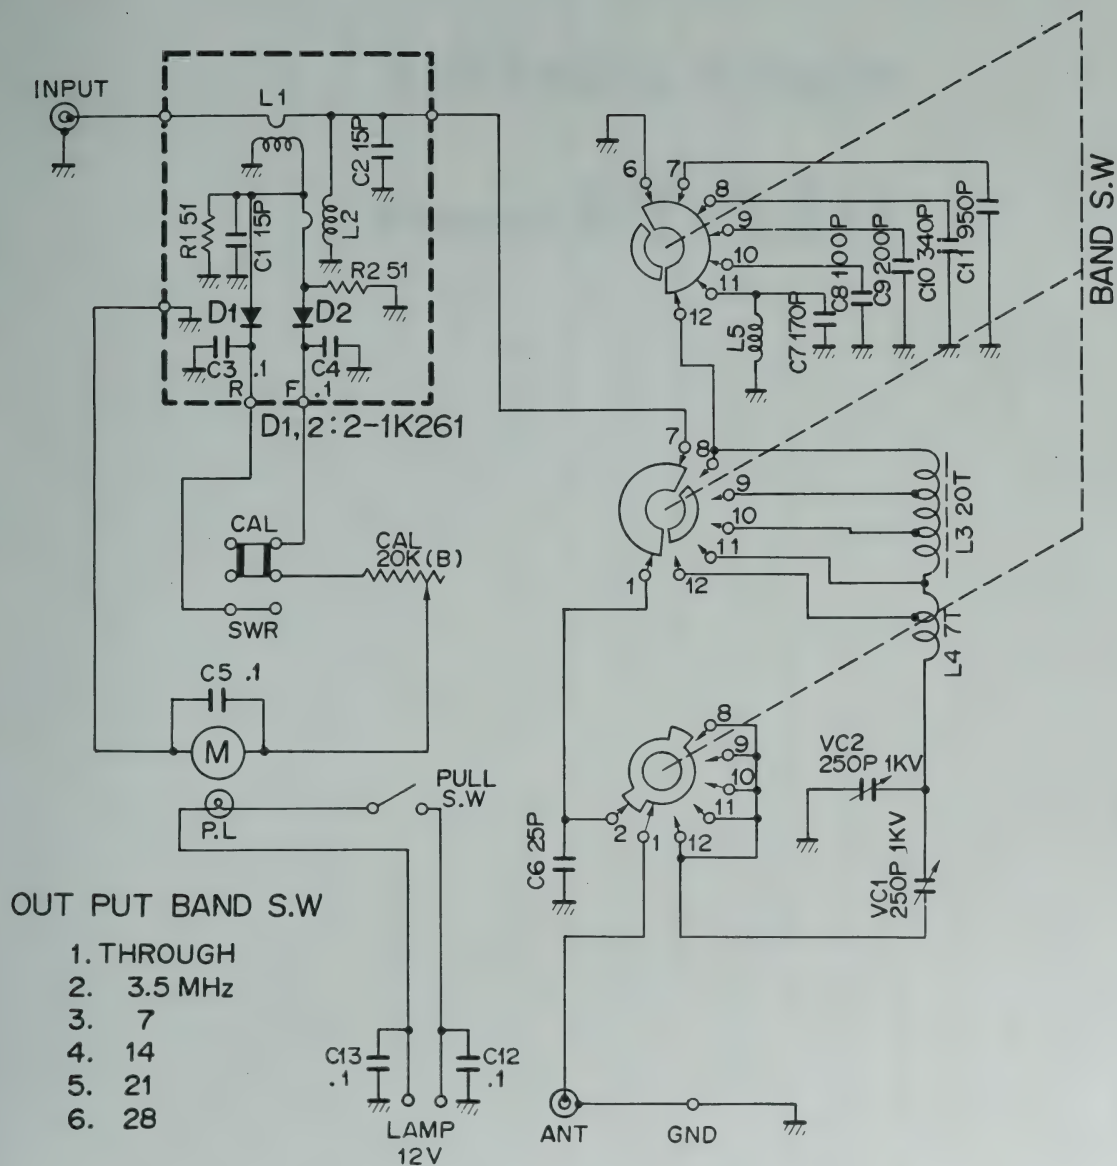 INPUT
L1
C2 15P
R1 51
C1 15P
L2
R2 51
D1
D2
C3 .1
C4 .1
R
F
D1, 2 : 2-1K261
CAL
CAL
20K(B)
SWR
C5 .1
M
P.L
PULL
S.W
OUT PUT BAND S.W
1. THROUGH
2. 3.5 MHz
3. 7
4. 14
5. 21
6. 28
C13
.1
C12
.1
LAMP
12V
6
7
8
9
10
11
12
L5
C7 170P
C8 100P
C9 200P
C10 340P
C11 950P
BAND S.W
7
8
9
10
11
12
1
L3 20T
L4 7T
8
9
10
11
12
1
2
C6 25P
VC2
250P 1KV
VC1
250P 1KV
ANT
GND